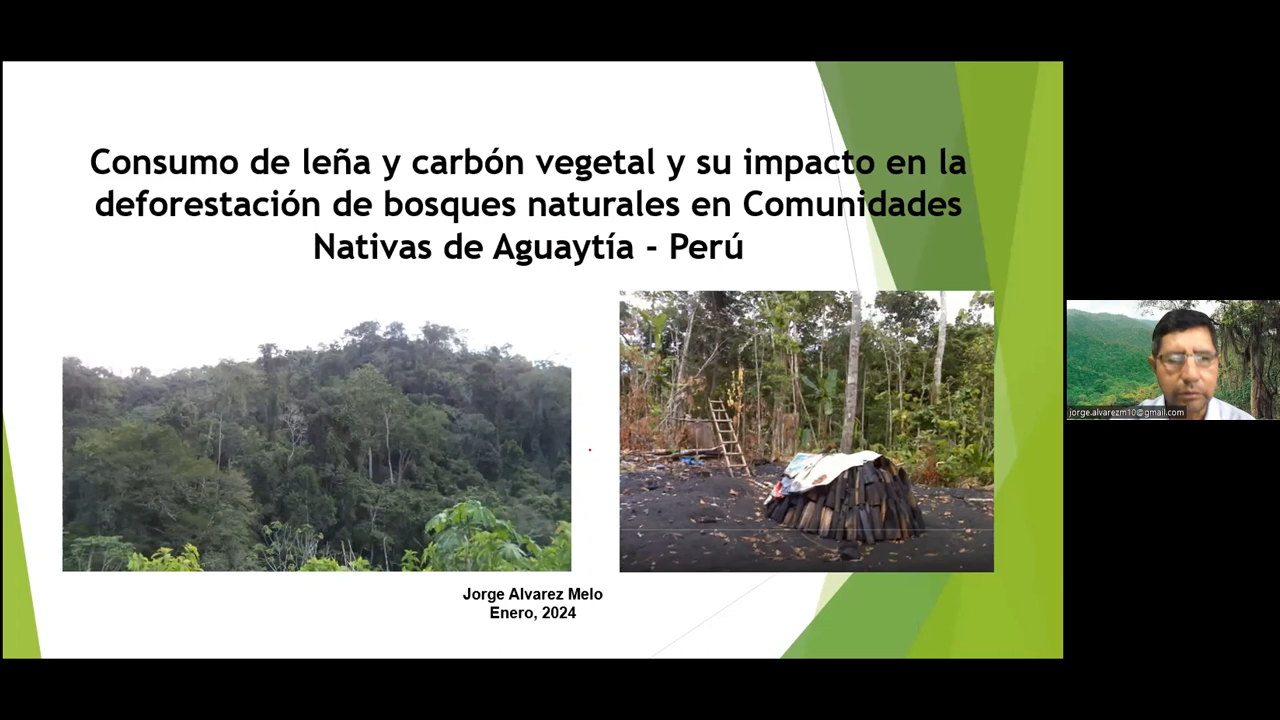 Consumo de leña y carbón vegetal y su impacto en la
deforestación de bosques naturales en Comunidades
Nativas de Aguaytía - Perú
Jorge Alvarez Melo
Enero, 2024
jorge.alvarezm10@gmail.com